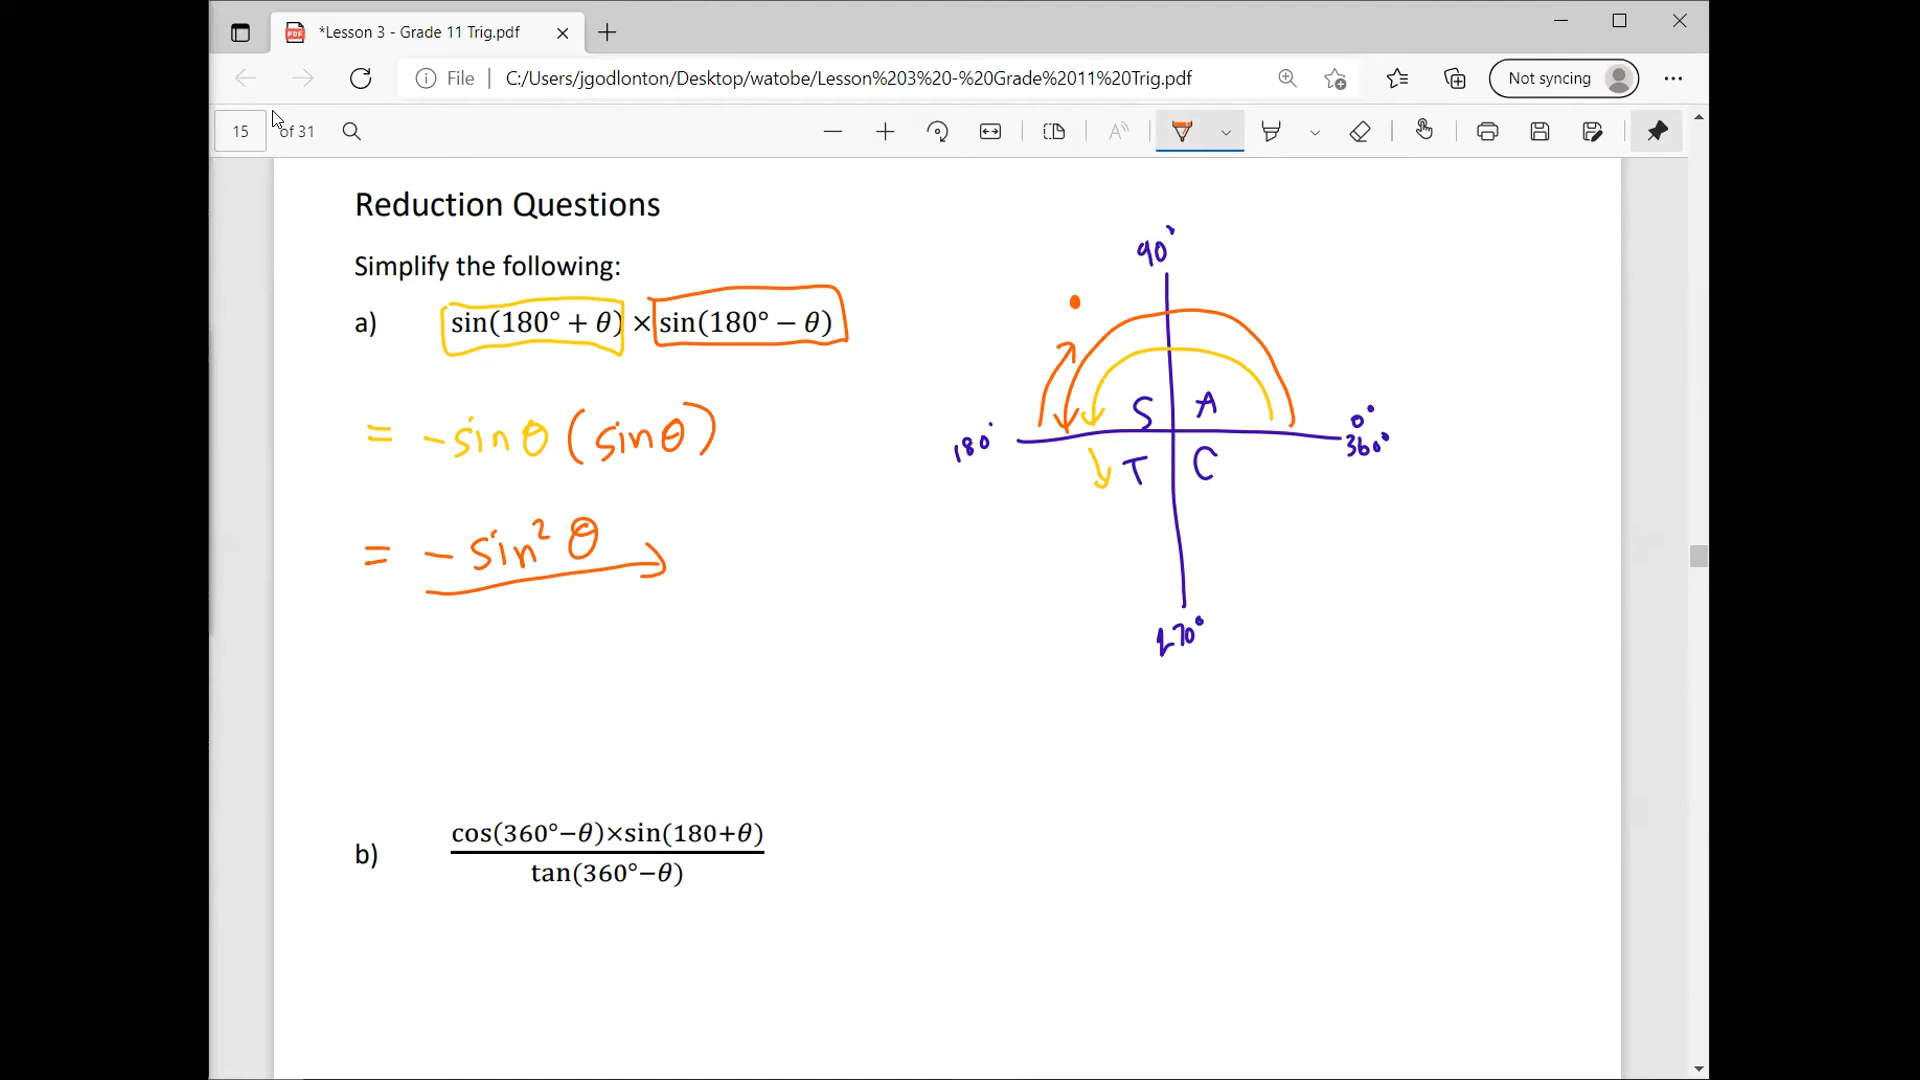 *Lesson 3 - Grade 11 Trig.pdf
File | C:/Users/jgodlonton/Desktop/watobe/Lesson%203%20-%20Grade%2011%20Trig.pdf
Not syncing
15 of 31
Reduction Questions
Simplify the following:
a) sin(180° + θ) × sin(180° − θ)
= -sin θ (sin θ)
= - sin² θ
90°
S A
180°
0°
360°
T C
270°
b) cos(360°−θ)×sin(180+θ)
tan(360°−θ)